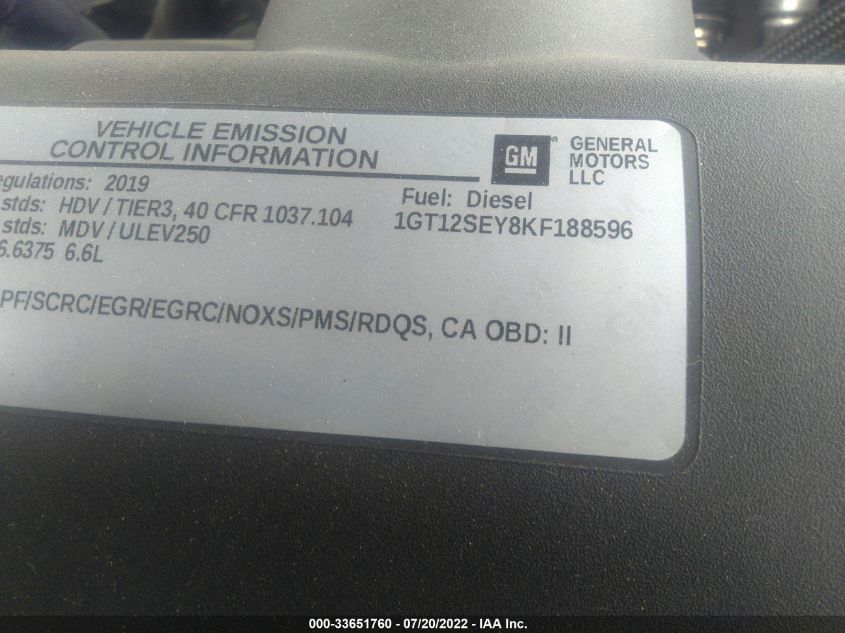 VEHICLE EMISSION
CONTROL INFORMATION
GM
GENERAL
MOTORS
LLC
egulations: 2019
Fuel: Diesel
stds: HDV / TIER3, 40 CFR 1037.104
1GT12SEY8KF188596
stds: MDV / ULEV250
6.6375 6.6L
PF/SCRC/EGR/EGRC/NOXS/PMS/RDQS, CA OBD: II
000-33651760 - 07/20/2022 - IAA Inc.